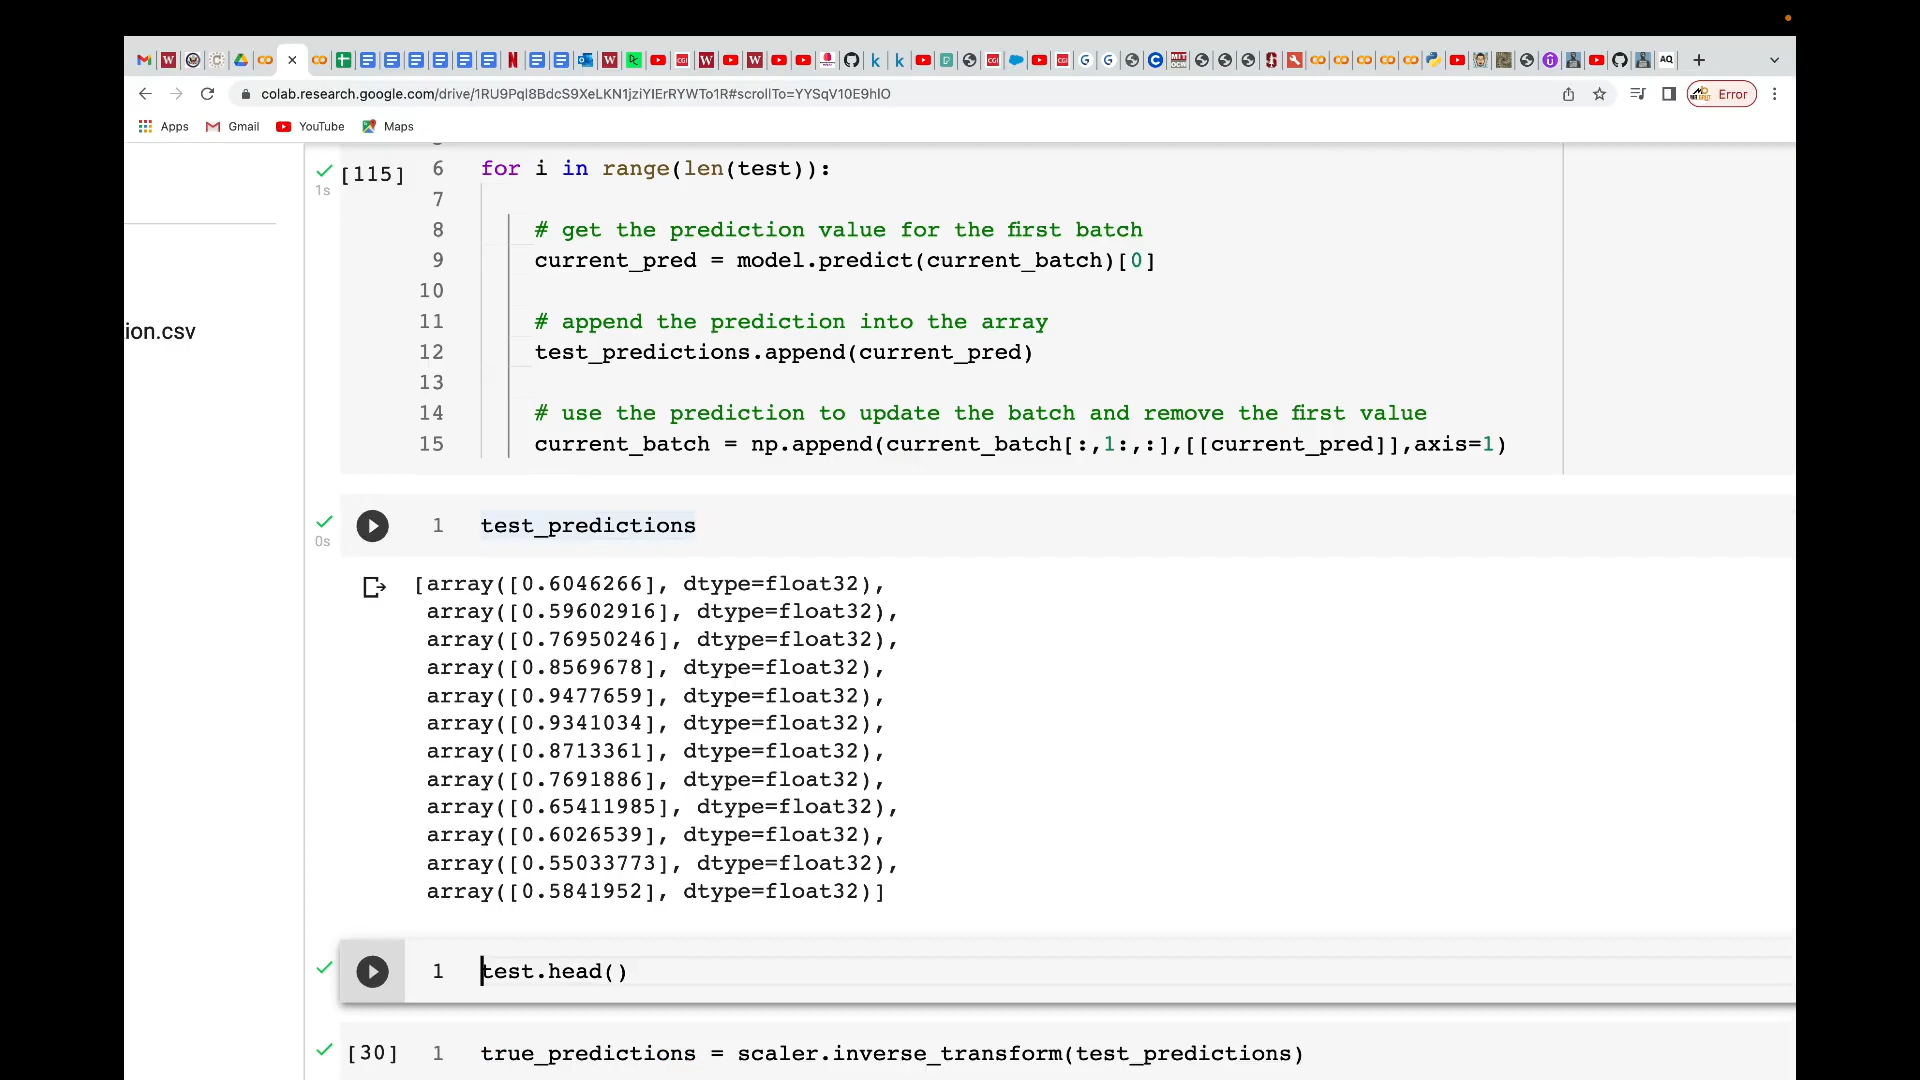 colab.research.google.com/drive/1RU9Pql8BdcS9XeLKN1jziYIErRYWTo1R#scrollTo=YYSqV10E9hIO
Error
Apps Gmail YouTube Maps
ion.csv
1s
[115]
6 for i in range(len(test)):
7
8 # get the prediction value for the first batch
9 current_pred = model.predict(current_batch)[0]
10
11 # append the prediction into the array
12 test_predictions.append(current_pred)
13
14 # use the prediction to update the batch and remove the first value
15 current_batch = np.append(current_batch[:,1:,:],[[current_pred]],axis=1)
0s
1 test_predictions
[array([0.6046266], dtype=float32),
array([0.59602916], dtype=float32),
array([0.76950246], dtype=float32),
array([0.8569678], dtype=float32),
array([0.9477659], dtype=float32),
array([0.9341034], dtype=float32),
array([0.8713361], dtype=float32),
array([0.7691886], dtype=float32),
array([0.65411985], dtype=float32),
array([0.6026539], dtype=float32),
array([0.55033773], dtype=float32),
array([0.5841952], dtype=float32)]
1 test.head()
[30] 1 true_predictions = scaler.inverse_transform(test_predictions)